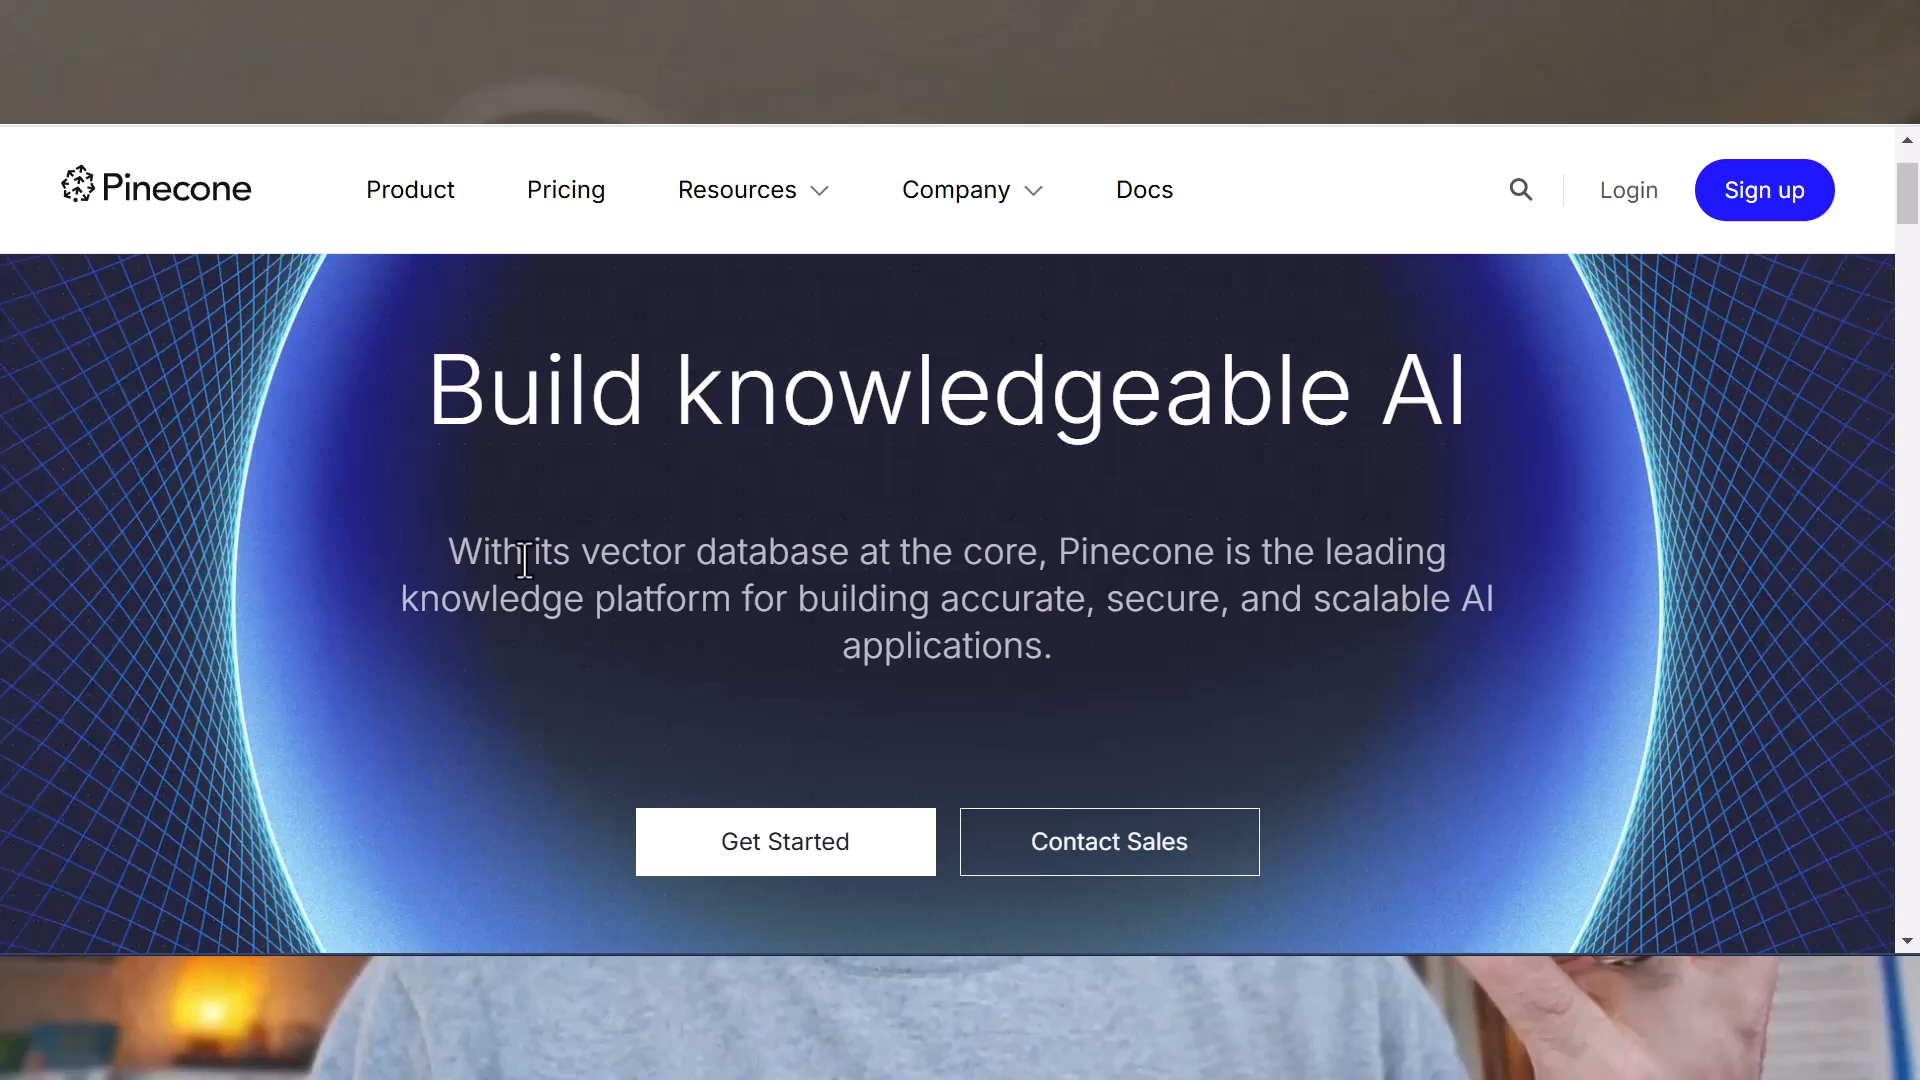 Pinecone
Product
Pricing
Resources
Company
Docs
Login
Sign up
Build knowledgeable AI
With its vector database at the core, Pinecone is the leading
knowledge platform for building accurate, secure, and scalable AI
applications.
Get Started
Contact Sales